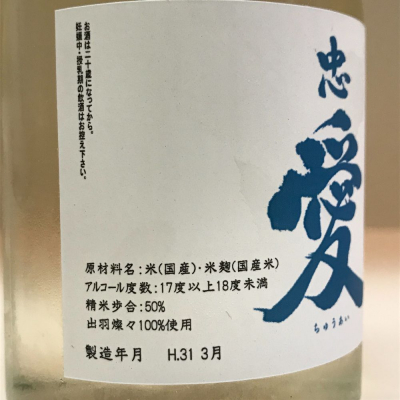 お酒は二十歳になってから。
妊娠中・授乳期の飲酒はお控え下さい。
忠愛
ちゅうあい
原材料名:米(国産)・米麹(国産米)
アルコール度数:17度以上18度未満
精米歩合:50%
出羽燦々100%使用
製造年月 H.31 3月